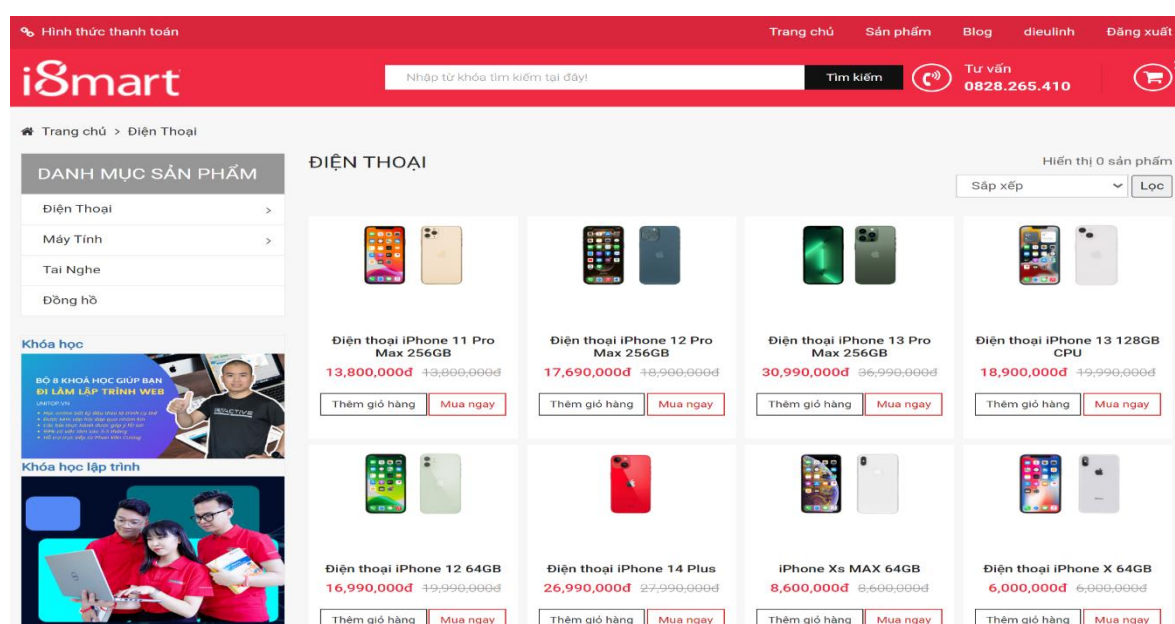 Hình thức thanh toán
Trang chủ Sản phẩm Blog dieulinh Đăng xuất
iSmart
Nhập từ khóa tìm kiếm tại đây!
Tìm kiếm
Tư vấn
0828.265.410
Trang chủ > Điện Thoại
DANH MỤC SẢN PHẨM
Điện Thoại >
Máy Tính >
Tai Nghe
Đồng hồ
Khóa học
BỘ 8 KHOÁ HỌC GIÚP BẠN
ĐI LÀM LẬP TRÌNH WEB
UNITOP.VN
Khóa học lập trình
ĐIỆN THOẠI
Hiển thị 0 sản phẩm
Sắp xếp
Lọc
Điện thoại iPhone 11 Pro
Max 256GB
13,800,000đ 13,800,000đ
Thêm giỏ hàng Mua ngay
Điện thoại iPhone 12 Pro
Max 256GB
17,690,000đ 18,900,000đ
Thêm giỏ hàng Mua ngay
Điện thoại iPhone 13 Pro
Max 256GB
30,990,000đ 36,990,000đ
Thêm giỏ hàng Mua ngay
Điện thoại iPhone 13 128GB
CPU
18,900,000đ 19,990,000đ
Thêm giỏ hàng Mua ngay
Điện thoại iPhone 12 64GB
16,990,000đ 19,990,000đ
Thêm giỏ hàng Mua ngay
Điện thoại iPhone 14 Plus
26,990,000đ 27,990,000đ
Thêm giỏ hàng Mua ngay
iPhone Xs MAX 64GB
8,600,000đ 8,600,000đ
Thêm giỏ hàng Mua ngay
Điện thoại iPhone X 64GB
6,000,000đ 6,000,000đ
Thêm giỏ hàng Mua ngay